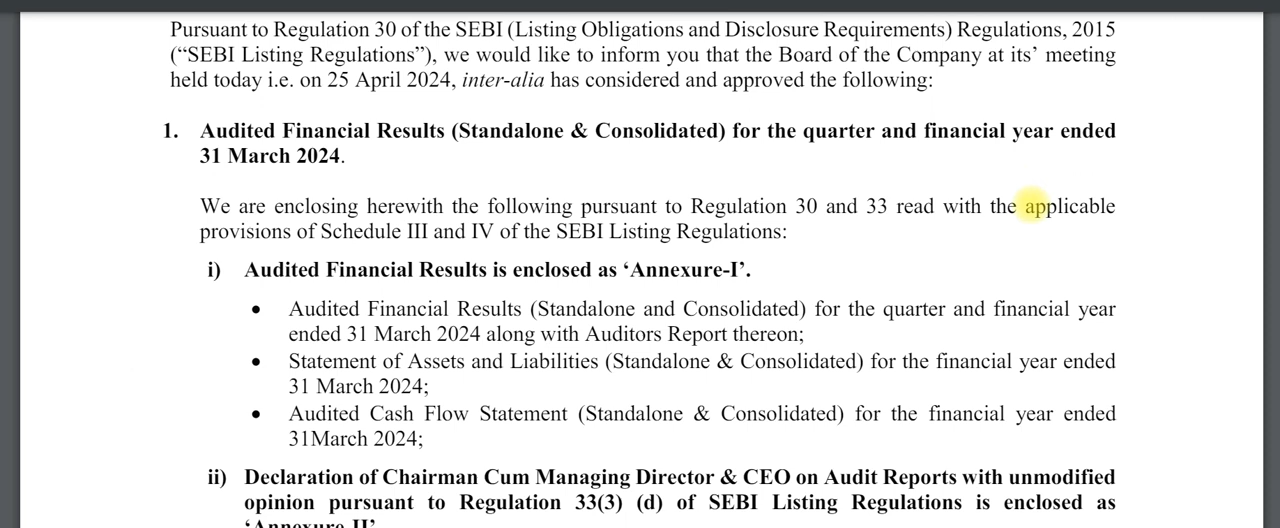 Pursuant to Regulation 30 of the SEBI (Listing Obligations and Disclosure Requirements) Regulations, 2015
(“SEBI Listing Regulations”), we would like to inform you that the Board of the Company at its’ meeting
held today i.e. on 25 April 2024, inter-alia has considered and approved the following:
1. Audited Financial Results (Standalone & Consolidated) for the quarter and financial year ended
31 March 2024.
We are enclosing herewith the following pursuant to Regulation 30 and 33 read with the applicable
provisions of Schedule III and IV of the SEBI Listing Regulations:
i) Audited Financial Results is enclosed as ‘Annexure-I’.
• Audited Financial Results (Standalone and Consolidated) for the quarter and financial year
ended 31 March 2024 along with Auditors Report thereon;
• Statement of Assets and Liabilities (Standalone & Consolidated) for the financial year ended
31 March 2024;
• Audited Cash Flow Statement (Standalone & Consolidated) for the financial year ended
31March 2024;
ii) Declaration of Chairman Cum Managing Director & CEO on Audit Reports with unmodified
opinion pursuant to Regulation 33(3) (d) of SEBI Listing Regulations is enclosed as
‘Annexure-II’